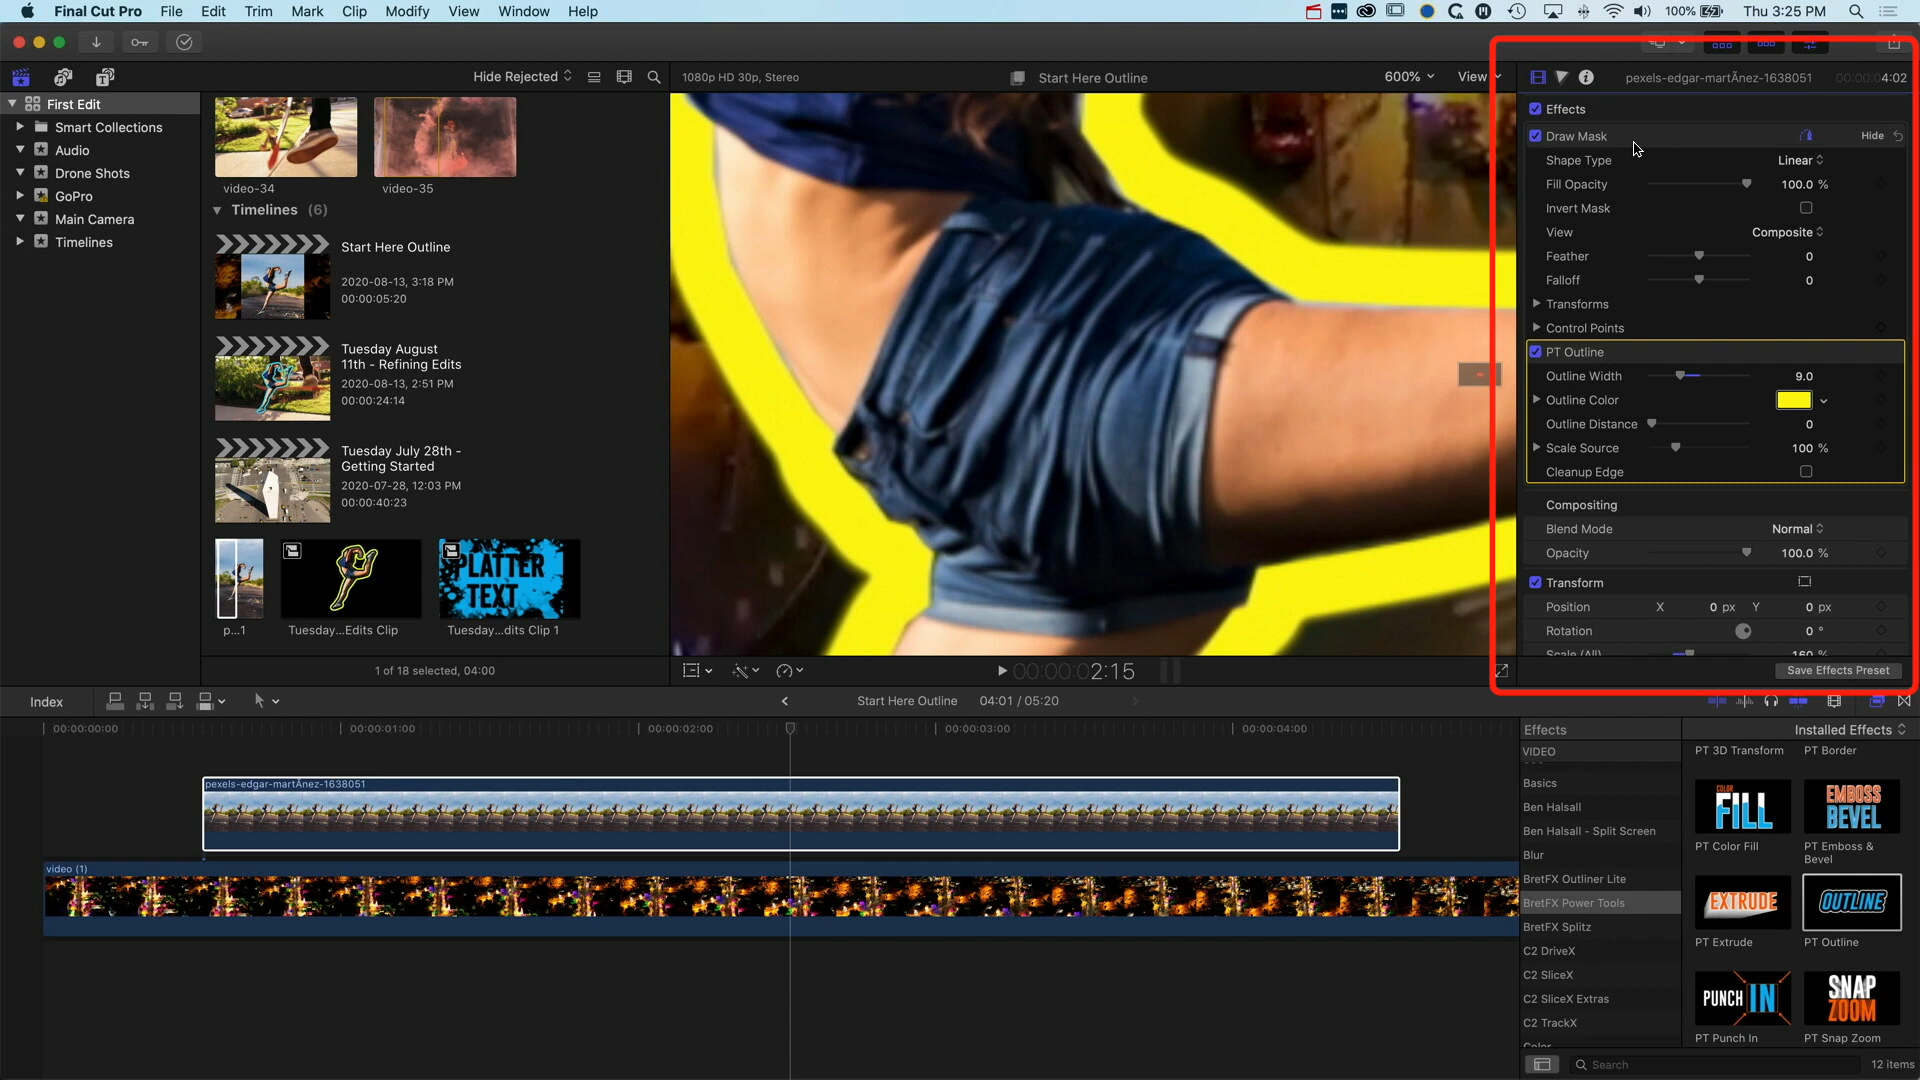 Final Cut Pro File Edit Trim Mark Clip Modify View Window Help
100% Thu 3:25 PM
Hide Rejected
1080p HD 30p, Stereo
Start Here Outline
600%
View
pexels-edgar-martÃnez-1638051
00:00:04:02
First Edit
Smart Collections
Audio
Drone Shots
GoPro
Main Camera
Timelines
video-34
video-35
Timelines (6)
Start Here Outline
2020-08-13, 3:18 PM
00:00:05:20
Tuesday August
11th - Refining Edits
2020-08-13, 2:51 PM
00:00:24:14
Tuesday July 28th -
Getting Started
2020-07-28, 12:03 PM
00:00:40:23
PLATTER
TEXT
p...1
Tuesday...Edits Clip
Tuesday...dits Clip 1
1 of 18 selected, 04:00
00:00:00:02:15
Effects
Draw Mask
Hide
Shape Type Linear
Fill Opacity 100.0 %
Invert Mask
View Composite
Feather 0
Falloff 0
Transforms
Control Points
PT Outline
Outline Width 9.0
Outline Color
Outline Distance 0
Scale Source 100 %
Cleanup Edge
Compositing
Blend Mode Normal
Opacity 100.0 %
Transform
Position X 0 px Y 0 px
Rotation 0 °
Scale (All) 160 %
Save Effects Preset
Index
Start Here Outline 04:01 / 05:20
00:00:00:00
00:00:01:00
00:00:02:00
00:00:03:00
00:00:04:00
pexels-edgar-martÃnez-1638051
video (1)
Effects
Installed Effects
VIDEO
Basics
Ben Halsall
Ben Halsall - Split Screen
Blur
BretFX Outliner Lite
BretFX Power Tools
BretFX Splitz
C2 DriveX
C2 SliceX
C2 SliceX Extras
C2 TrackX
Color
PT 3D Transform
PT Border
COLOR
FILL
PT Color Fill
EMBOSS
BEVEL
PT Emboss &
Bevel
EXTRUDE
PT Extrude
OUTLINE
PT Outline
PUNCH IN
PT Punch In
SNAP
ZOOM
PT Snap Zoom
Search
12 items